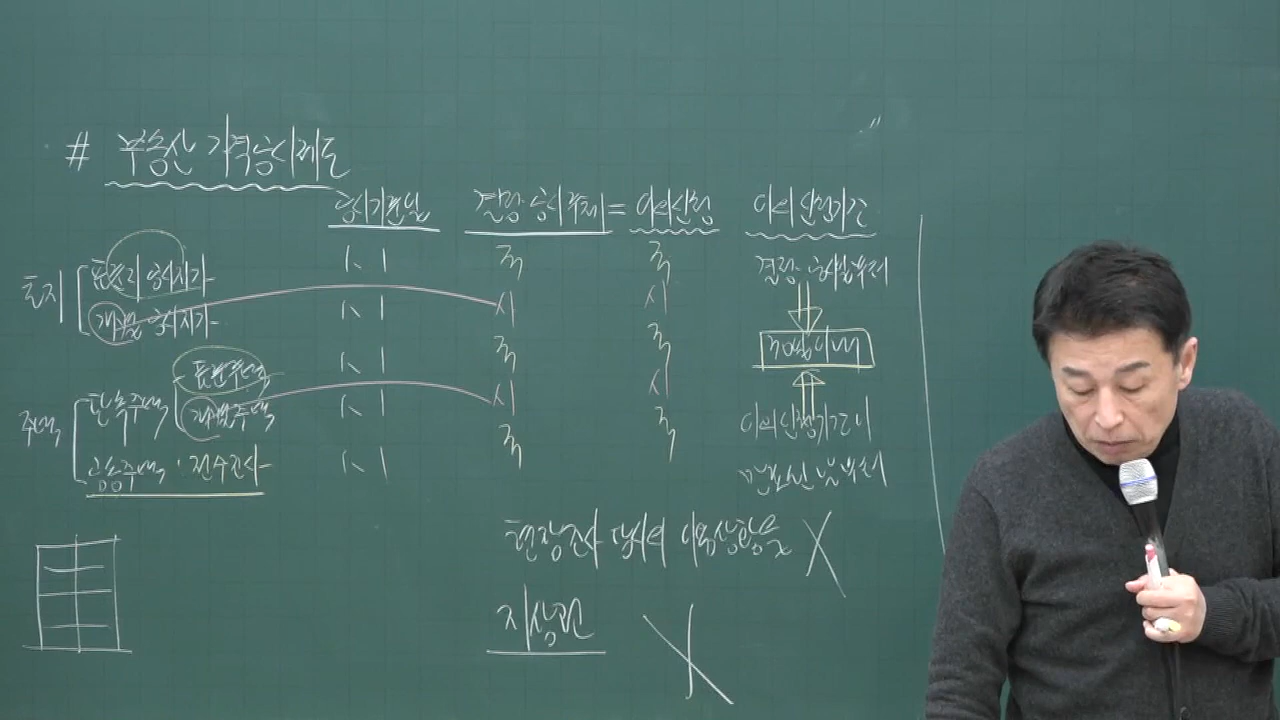 # 부동산 가격공시제도
공시기준일 결정·공시주체 = 이의신청 이의신청기간
토지 표준지 공시지가 1. 1 국 국 결정·공시일부터
개별 공시지가 1. 1 시 시
30일 이내
표준주택 1. 1 국 국
주택 단독주택 개별주택 1. 1 시 시 이의신청기간이
공동주택 · 전수조사 1. 1 국 국 만료된 날부터
현장조사 당시의 이용상황을 X
지상권 X